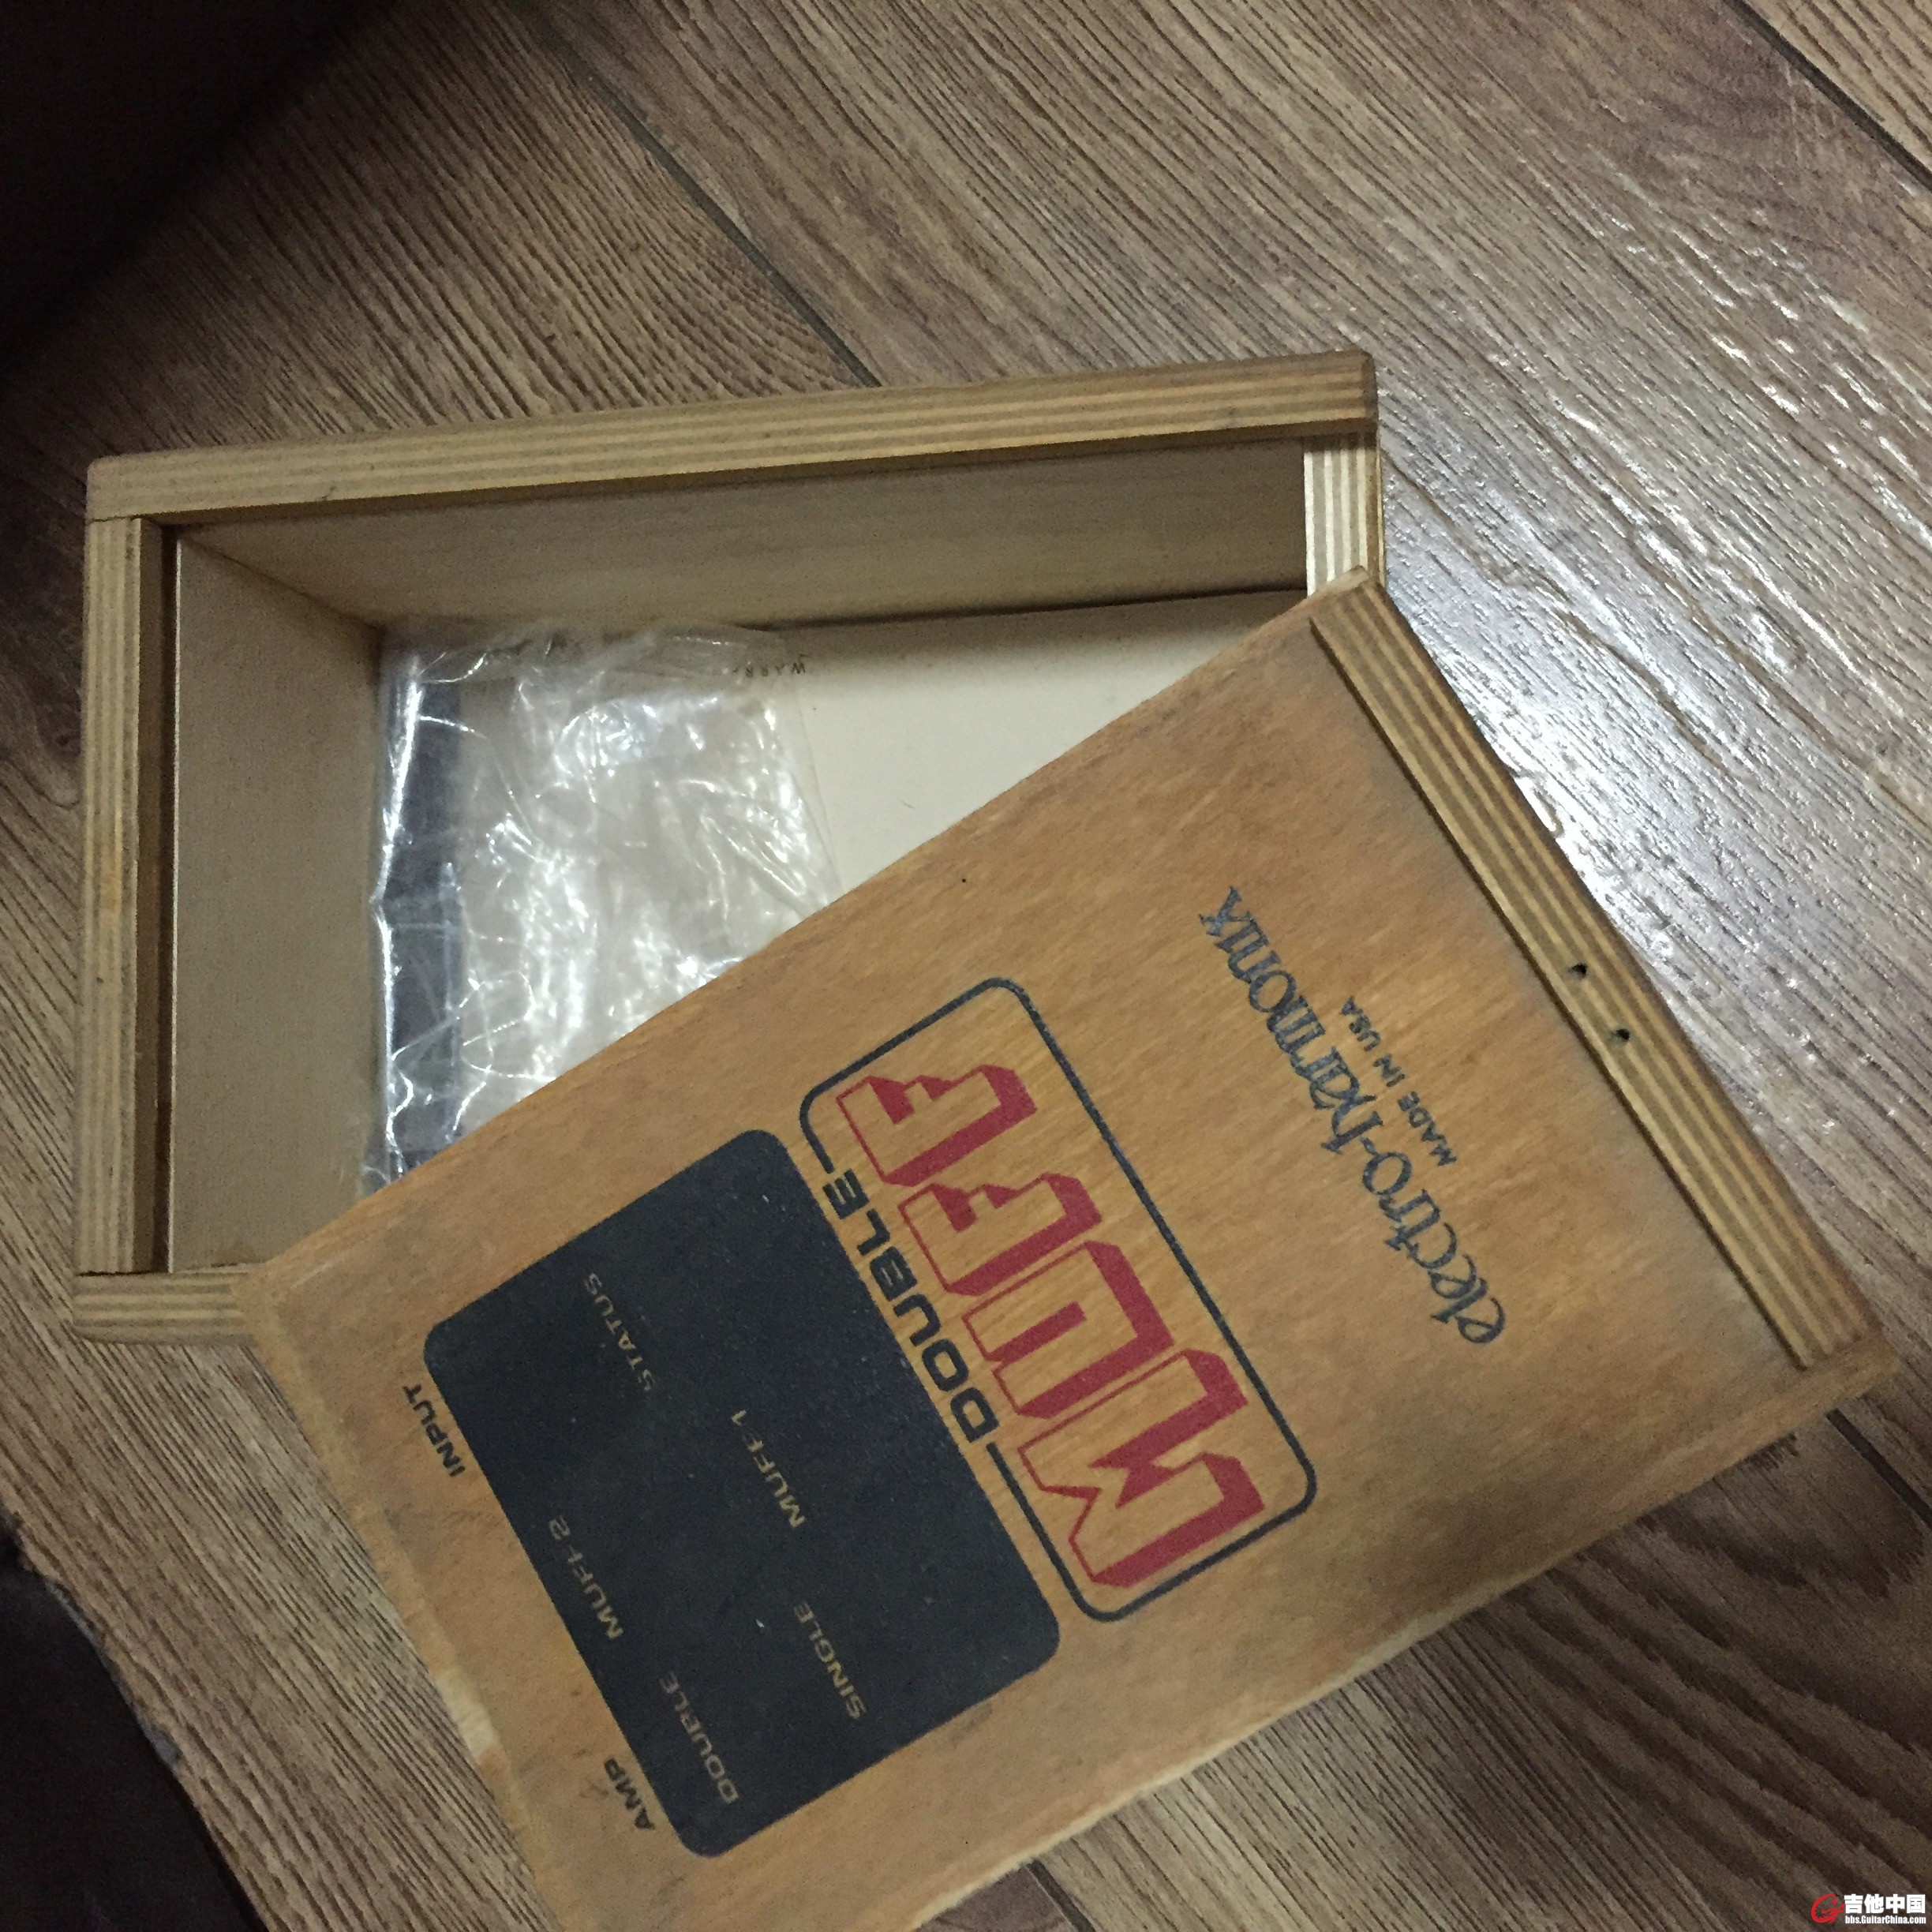 WARRA
electro-harmonix
MADE IN USA
MUFF
DOUBLE
SINGLE MUFF-1 STATUS
DOUBLE MUFF-2
AMP INPUT
吉他中国
bbs.GuitarChina.com